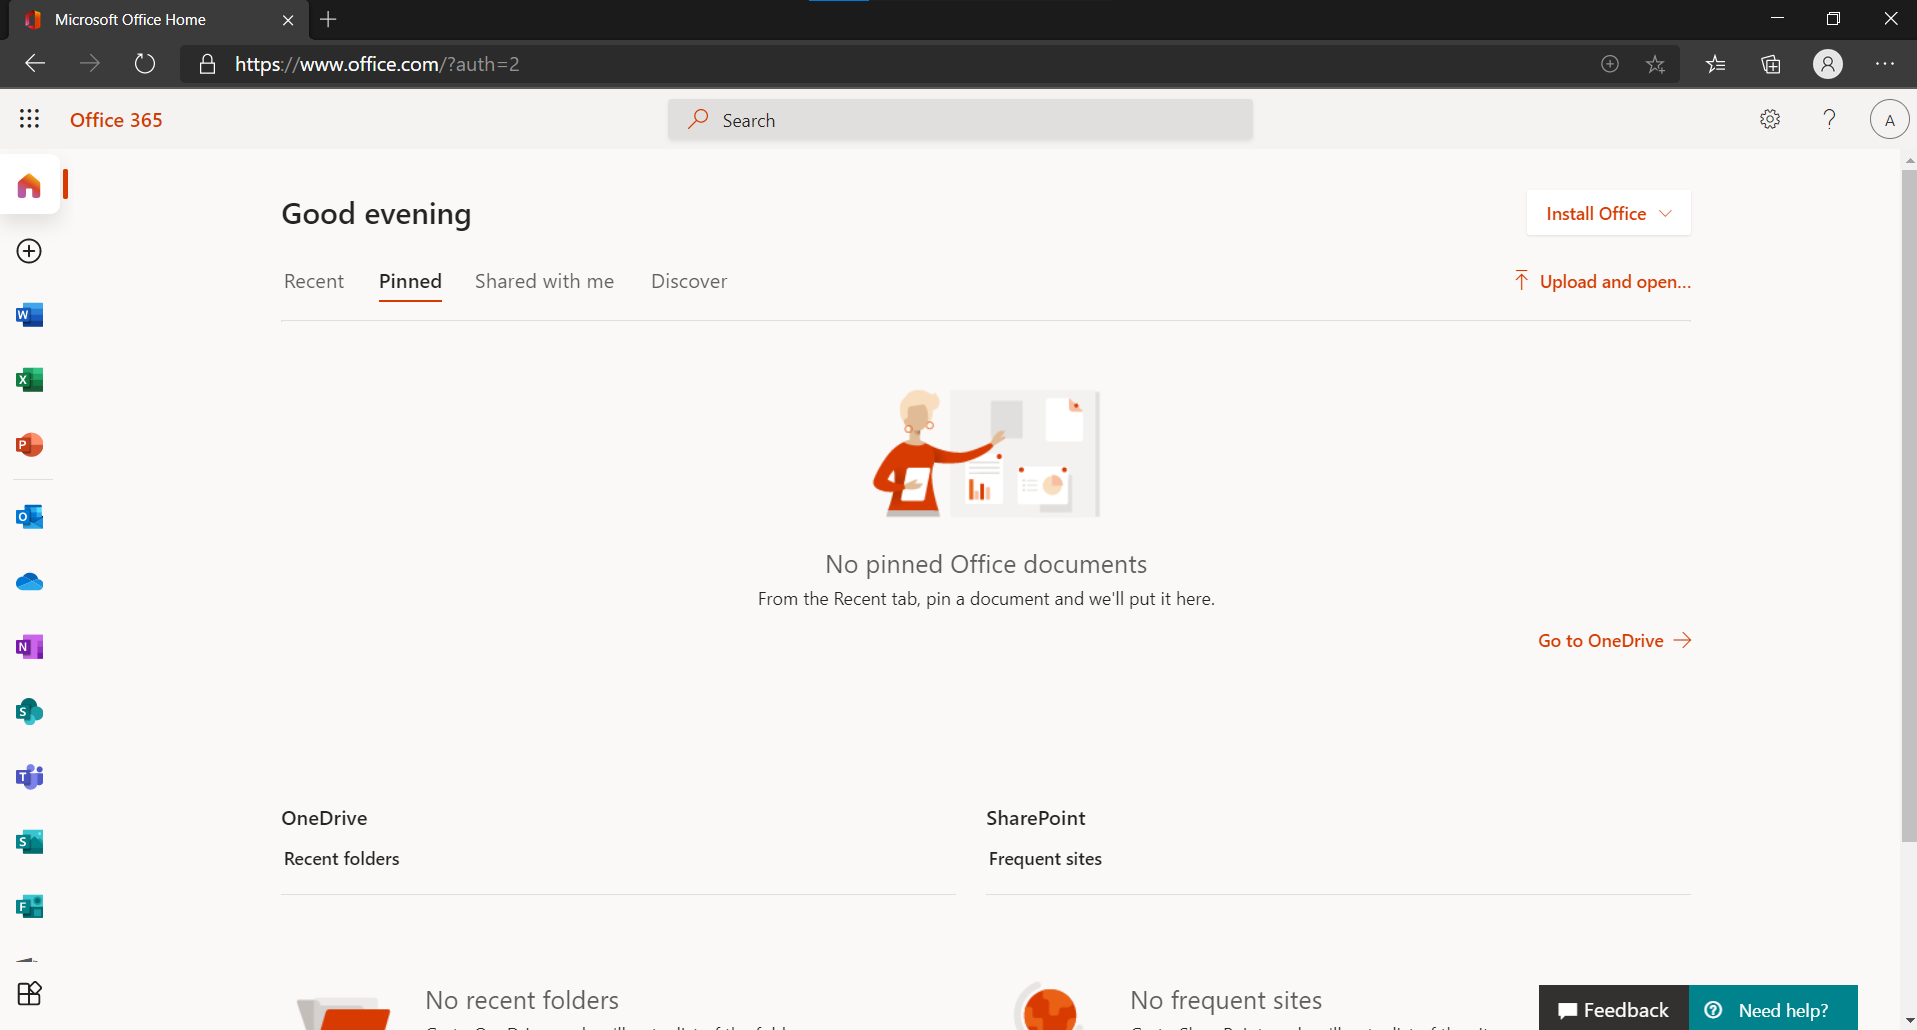 Microsoft Office Home
https://www.office.com/?auth=2
Office 365
Search
A
Good evening
Install Office
Recent
Pinned
Shared with me
Discover
Upload and open...
No pinned Office documents
From the Recent tab, pin a document and we'll put it here.
Go to OneDrive
OneDrive
SharePoint
Recent folders
Frequent sites
No recent folders
No frequent sites
Feedback
Need help?